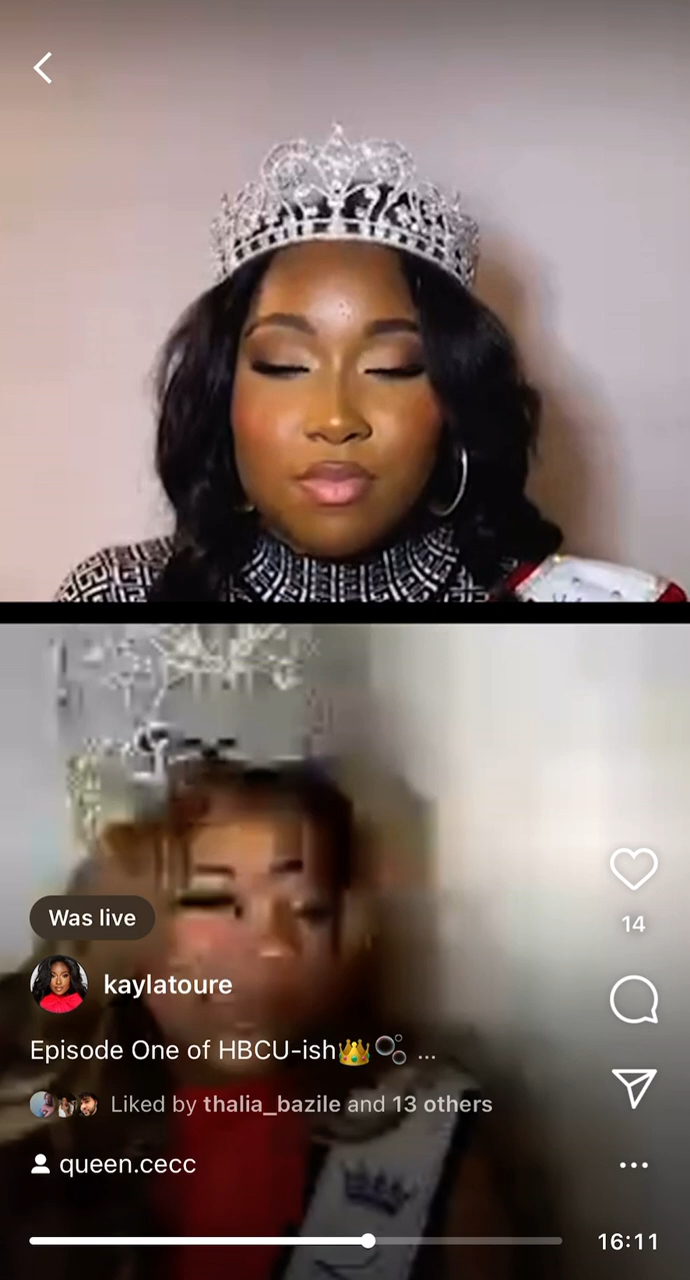 Was live
kaylatoure
Episode One of HBCU-ish👑🫧 ...
Liked by thalia_bazile and 13 others
queen.cecc
14
16:11